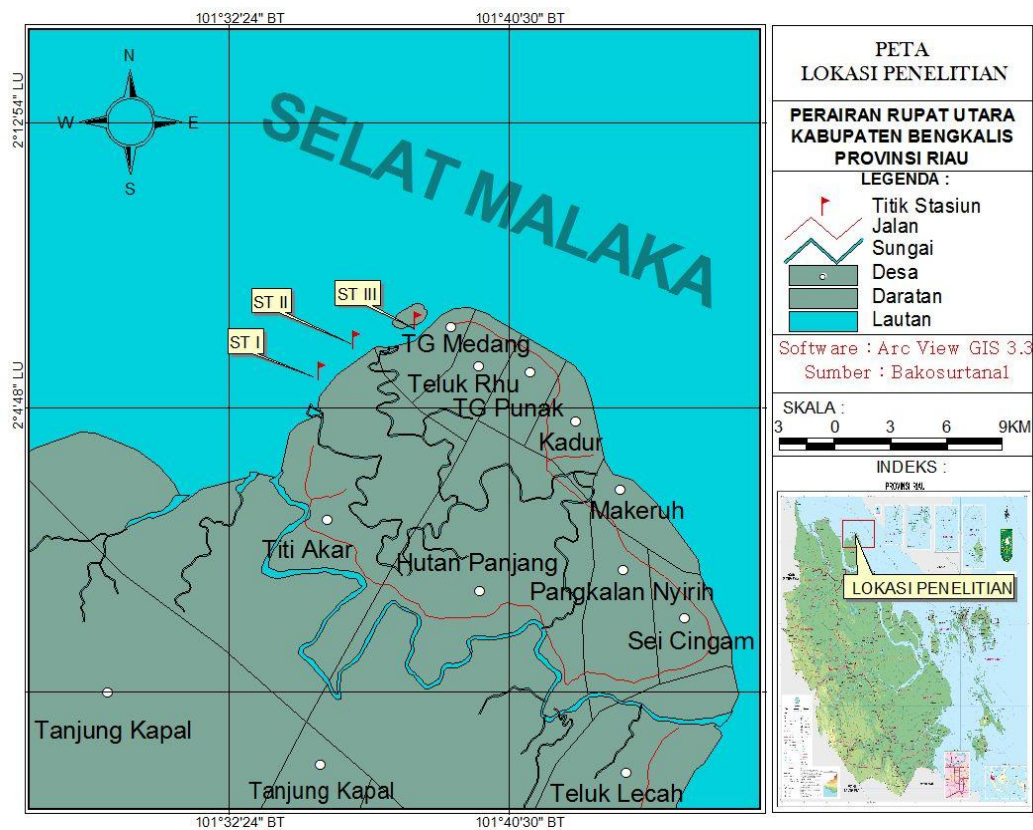 101°32'24" BT
101°40'30" BT
2°12'54" LU
2°4'48" LU
N
W
E
S
SELAT MALAKA
ST III
ST II
ST I
TG Medang
Teluk Rhu
TG Punak
Kadur
Makeruh
Titi Akar
Hutan Panjang
Pangkalan Nyirih
Sei Cingam
Tanjung Kapal
Tanjung Kapal
Teluk Lecah
101°32'24" BT
101°40'30" BT
PETA
LOKASI PENELITIAN
PERAIRAN RUPAT UTARA
KABUPATEN BENGKALIS
PROVINSI RIAU
LEGENDA :
Titik Stasiun
Jalan
Sungai
Desa
Daratan
Lautan
Software : Arc View GIS 3.3
Sumber : Bakosurtanal
SKALA :
3 0 3 6 9KM
INDEKS :
PROVINSI RIAU
LOKASI PENELITIAN